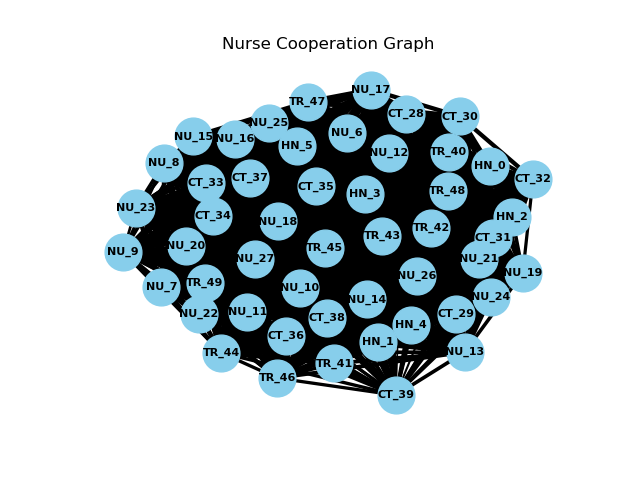 Nurse Cooperation Graph
NU_17
TR_47
CT_28
CT_30
NU_25
NU_6
NU_15
NU_16
HN_5
NU_12
TR_40
NU_8
HN_0
CT_37
CT_32
CT_33
CT_35
TR_48
HN_3
NU_23
CT_34
HN_2
NU_18
TR_42
TR_43
CT_31
NU_20
TR_45
NU_9
NU_27
NU_21
NU_19
NU_26
TR_49
NU_7
NU_10
NU_24
NU_14
NU_11
NU_22
CT_29
CT_38
HN_4
CT_36
HN_1
TR_44
NU_13
TR_41
TR_46
CT_39